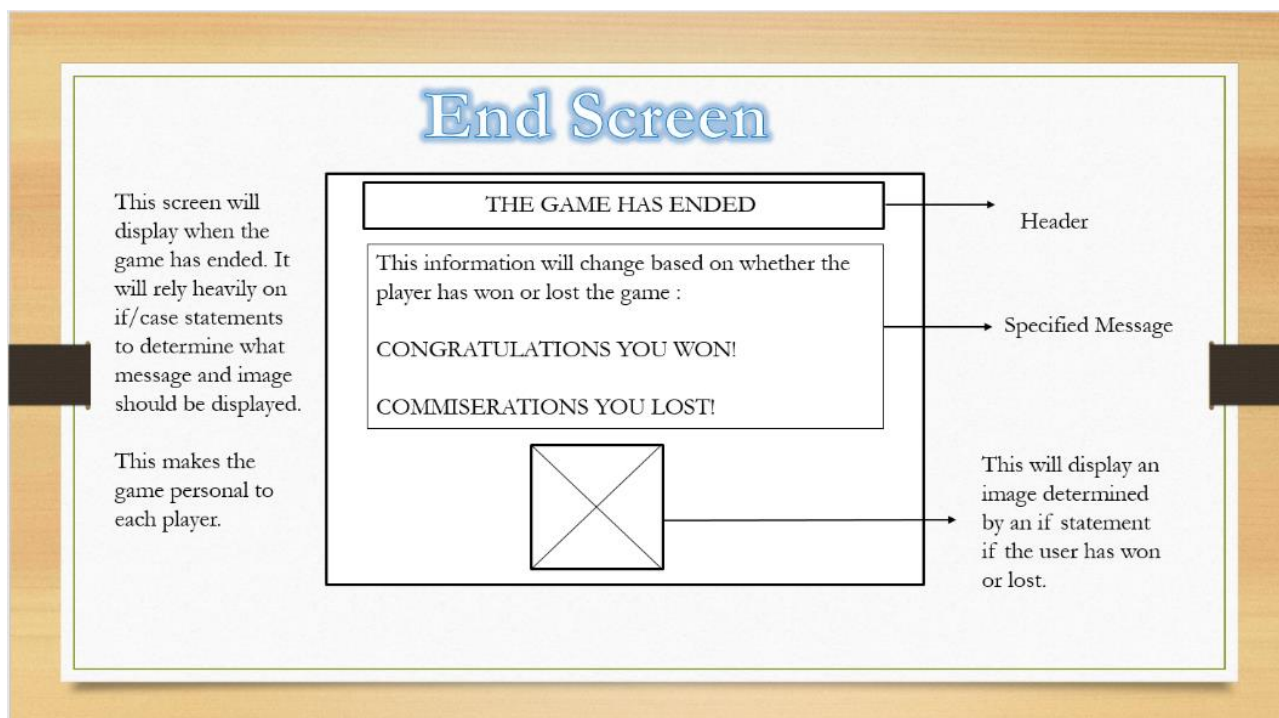 End Screen
This screen will
display when the
game has ended. It
will rely heavily on
if/case statements
to determine what
message and image
should be displayed.
This makes the
game personal to
each player.
THE GAME HAS ENDED
This information will change based on whether the
player has won or lost the game :
CONGRATULATIONS YOU WON!
COMMISERATIONS YOU LOST!
Header
Specified Message
This will display an
image determined
by an if statement
if the user has won
or lost.